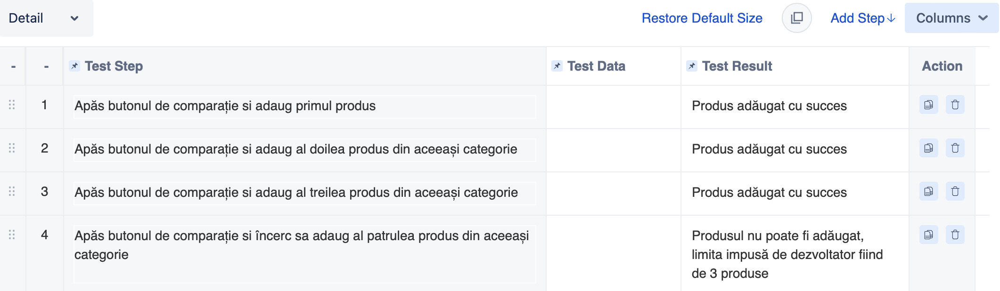 Detail
Restore Default Size
Add Step↓
Columns
-
-
Test Step
Test Data
Test Result
Action
1
Apăs butonul de comparație si adaug primul produs
Produs adăugat cu succes
2
Apăs butonul de comparație si adaug al doilea produs din aceeași categorie
Produs adăugat cu succes
3
Apăs butonul de comparație si adaug al treilea produs din aceeași categorie
Produs adăugat cu succes
4
Apăs butonul de comparație si încerc sa adaug al patrulea produs din aceeași
categorie
Produsul nu poate fi adăugat,
limita impusă de dezvoltator fiind
de 3 produse